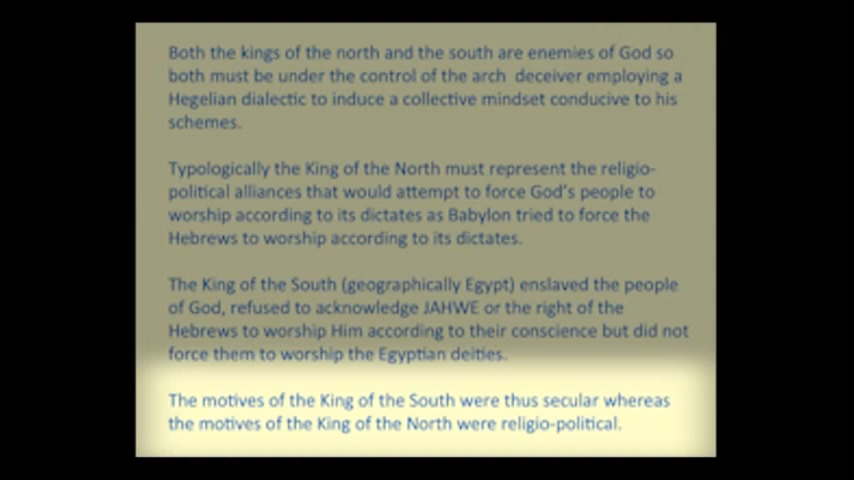 Both the kings of the north and the south are enemies of God so
both must be under the control of the arch deceiver employing a
Hegelian dialectic to induce a collective mindset conducive to his
schemes.
Typologically the King of the North must represent the religio-
political alliances that would attempt to force God's people to
worship according to its dictates as Babylon tried to force the
Hebrews to worship according to its dictates.
The King of the South (geographically Egypt) enslaved the people
of God, refused to acknowledge JAHWE or the right of the
Hebrews to worship Him according to their conscience but did not
force them to worship the Egyptian deities.
The motives of the King of the South were thus secular whereas
the motives of the King of the North were religio-political.